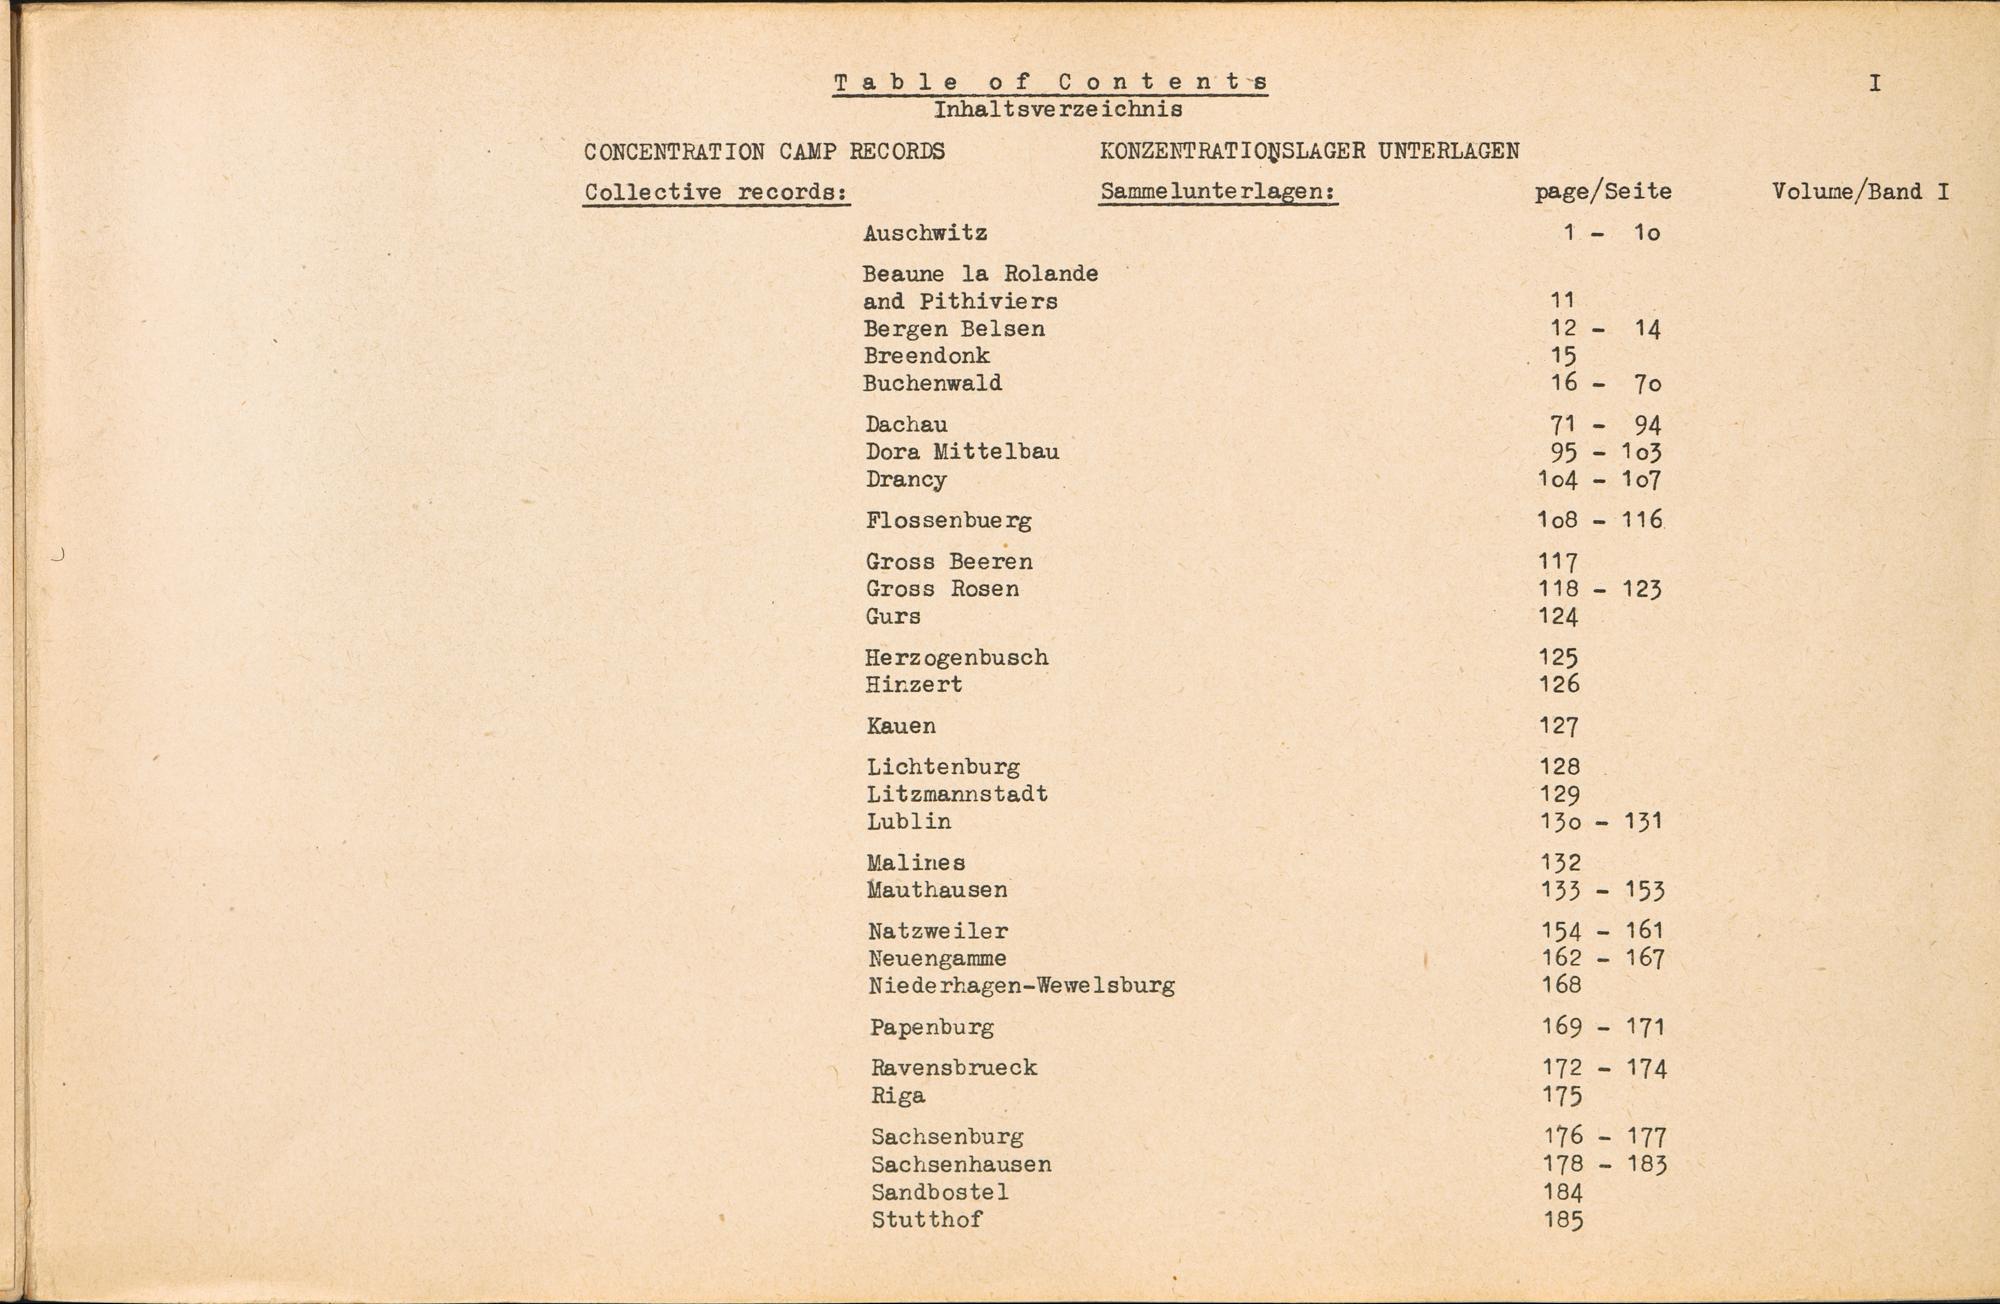 Table of Contents I
Inhaltsverzeichnis
CONCENTRATION CAMP RECORDS KONZENTRATIONSLAGER UNTERLAGEN
Collective records: Sammelunterlagen: page/Seite Volume/Band I
Auschwitz 1 - 1o
Beaune la Rolande
and Pithiviers 11
Bergen Belsen 12 - 14
Breendonk 15
Buchenwald 16 - 7o
Dachau 71 - 94
Dora Mittelbau 95 - 1o3
Drancy 1o4 - 1o7
Flossenbuerg 1o8 - 116
Gross Beeren 117
Gross Rosen 118 - 123
Gurs 124
Herzogenbusch 125
Hinzert 126
Kauen 127
Lichtenburg 128
Litzmannstadt 129
Lublin 13o - 131
Malines 132
Mauthausen 133 - 153
Natzweiler 154 - 161
Neuengamme 162 - 167
Niederhagen-Wewelsburg 168
Papenburg 169 - 171
Ravensbrueck 172 - 174
Riga 175
Sachsenburg 176 - 177
Sachsenhausen 178 - 183
Sandbostel 184
Stutthof 185